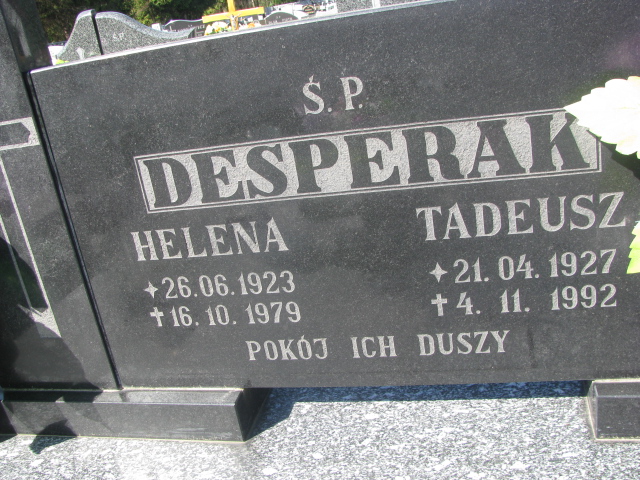 Ś. P.
DESPERAK
HELENA
26.06.1923
16.10.1979
TADEUSZ
21.04.1927
4. 11. 1992
POKÓJ ICH DUSZY